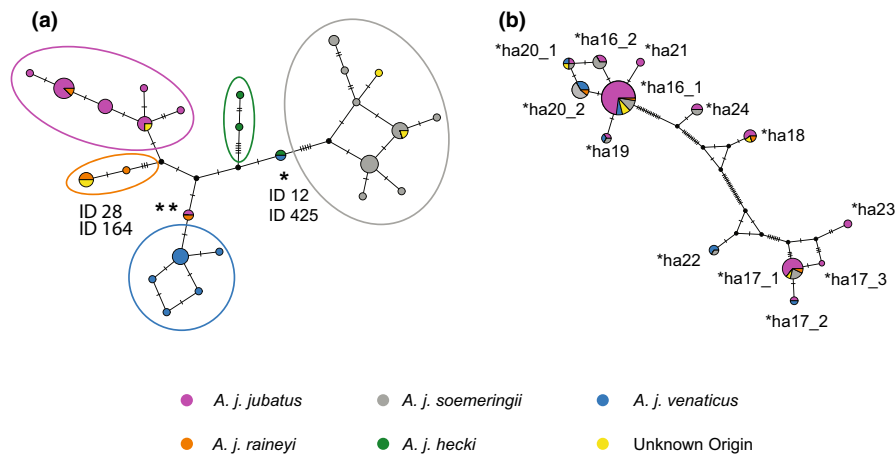 (a)
(b)
*ha20_1
*ha16_2
*ha21
*ha16_1
*ha20_2
*ha24
*ha19
*ha18
ID 28
ID 164
**
*
ID 12
ID 425
*ha23
*ha22
*ha17_1
*ha17_3
*ha17_2
A. j. jubatus
A. j. soemeringii
A. j. venaticus
A. j. raineyi
A. j. hecki
Unknown Origin